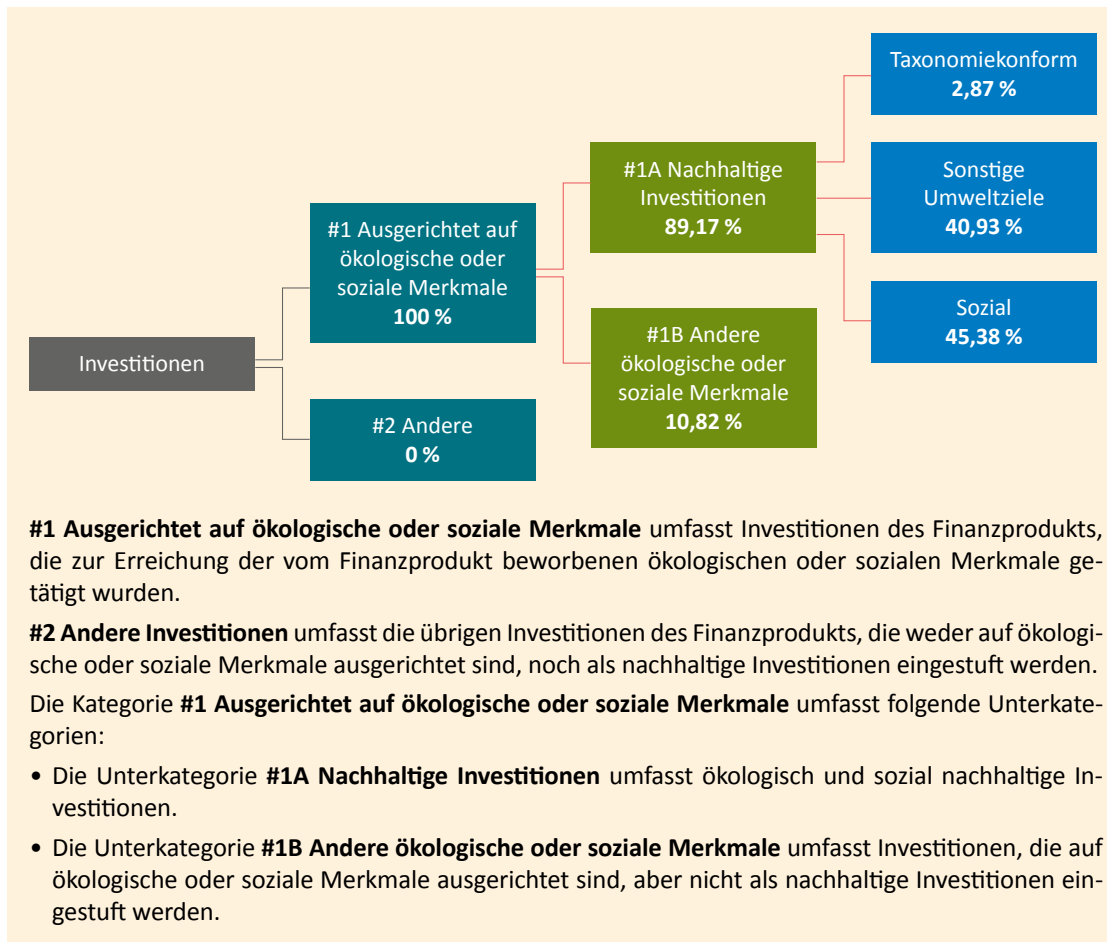 Investitionen
#1 Ausgerichtet auf
ökologische oder
soziale Merkmale
100 %
#2 Andere
0 %
#1A Nachhaltige
Investitionen
89,17 %
#1B Andere
ökologische oder
soziale Merkmale
10,82 %
Taxonomiekonform
2,87 %
Sonstige
Umweltziele
40,93 %
Sozial
45,38 %
#1 Ausgerichtet auf ökologische oder soziale Merkmale umfasst Investitionen des Finanzprodukts,
die zur Erreichung der vom Finanzprodukt beworbenen ökologischen oder sozialen Merkmale ge-
tätigt wurden.
#2 Andere Investitionen umfasst die übrigen Investitionen des Finanzprodukts, die weder auf ökologi-
sche oder soziale Merkmale ausgerichtet sind, noch als nachhaltige Investitionen eingestuft werden.
Die Kategorie #1 Ausgerichtet auf ökologische oder soziale Merkmale umfasst folgende Unterkate-
gorien:
• Die Unterkategorie #1A Nachhaltige Investitionen umfasst ökologisch und sozial nachhaltige In-
vestitionen.
• Die Unterkategorie #1B Andere ökologische oder soziale Merkmale umfasst Investitionen, die auf
ökologische oder soziale Merkmale ausgerichtet sind, aber nicht als nachhaltige Investitionen ein-
gestuft werden.